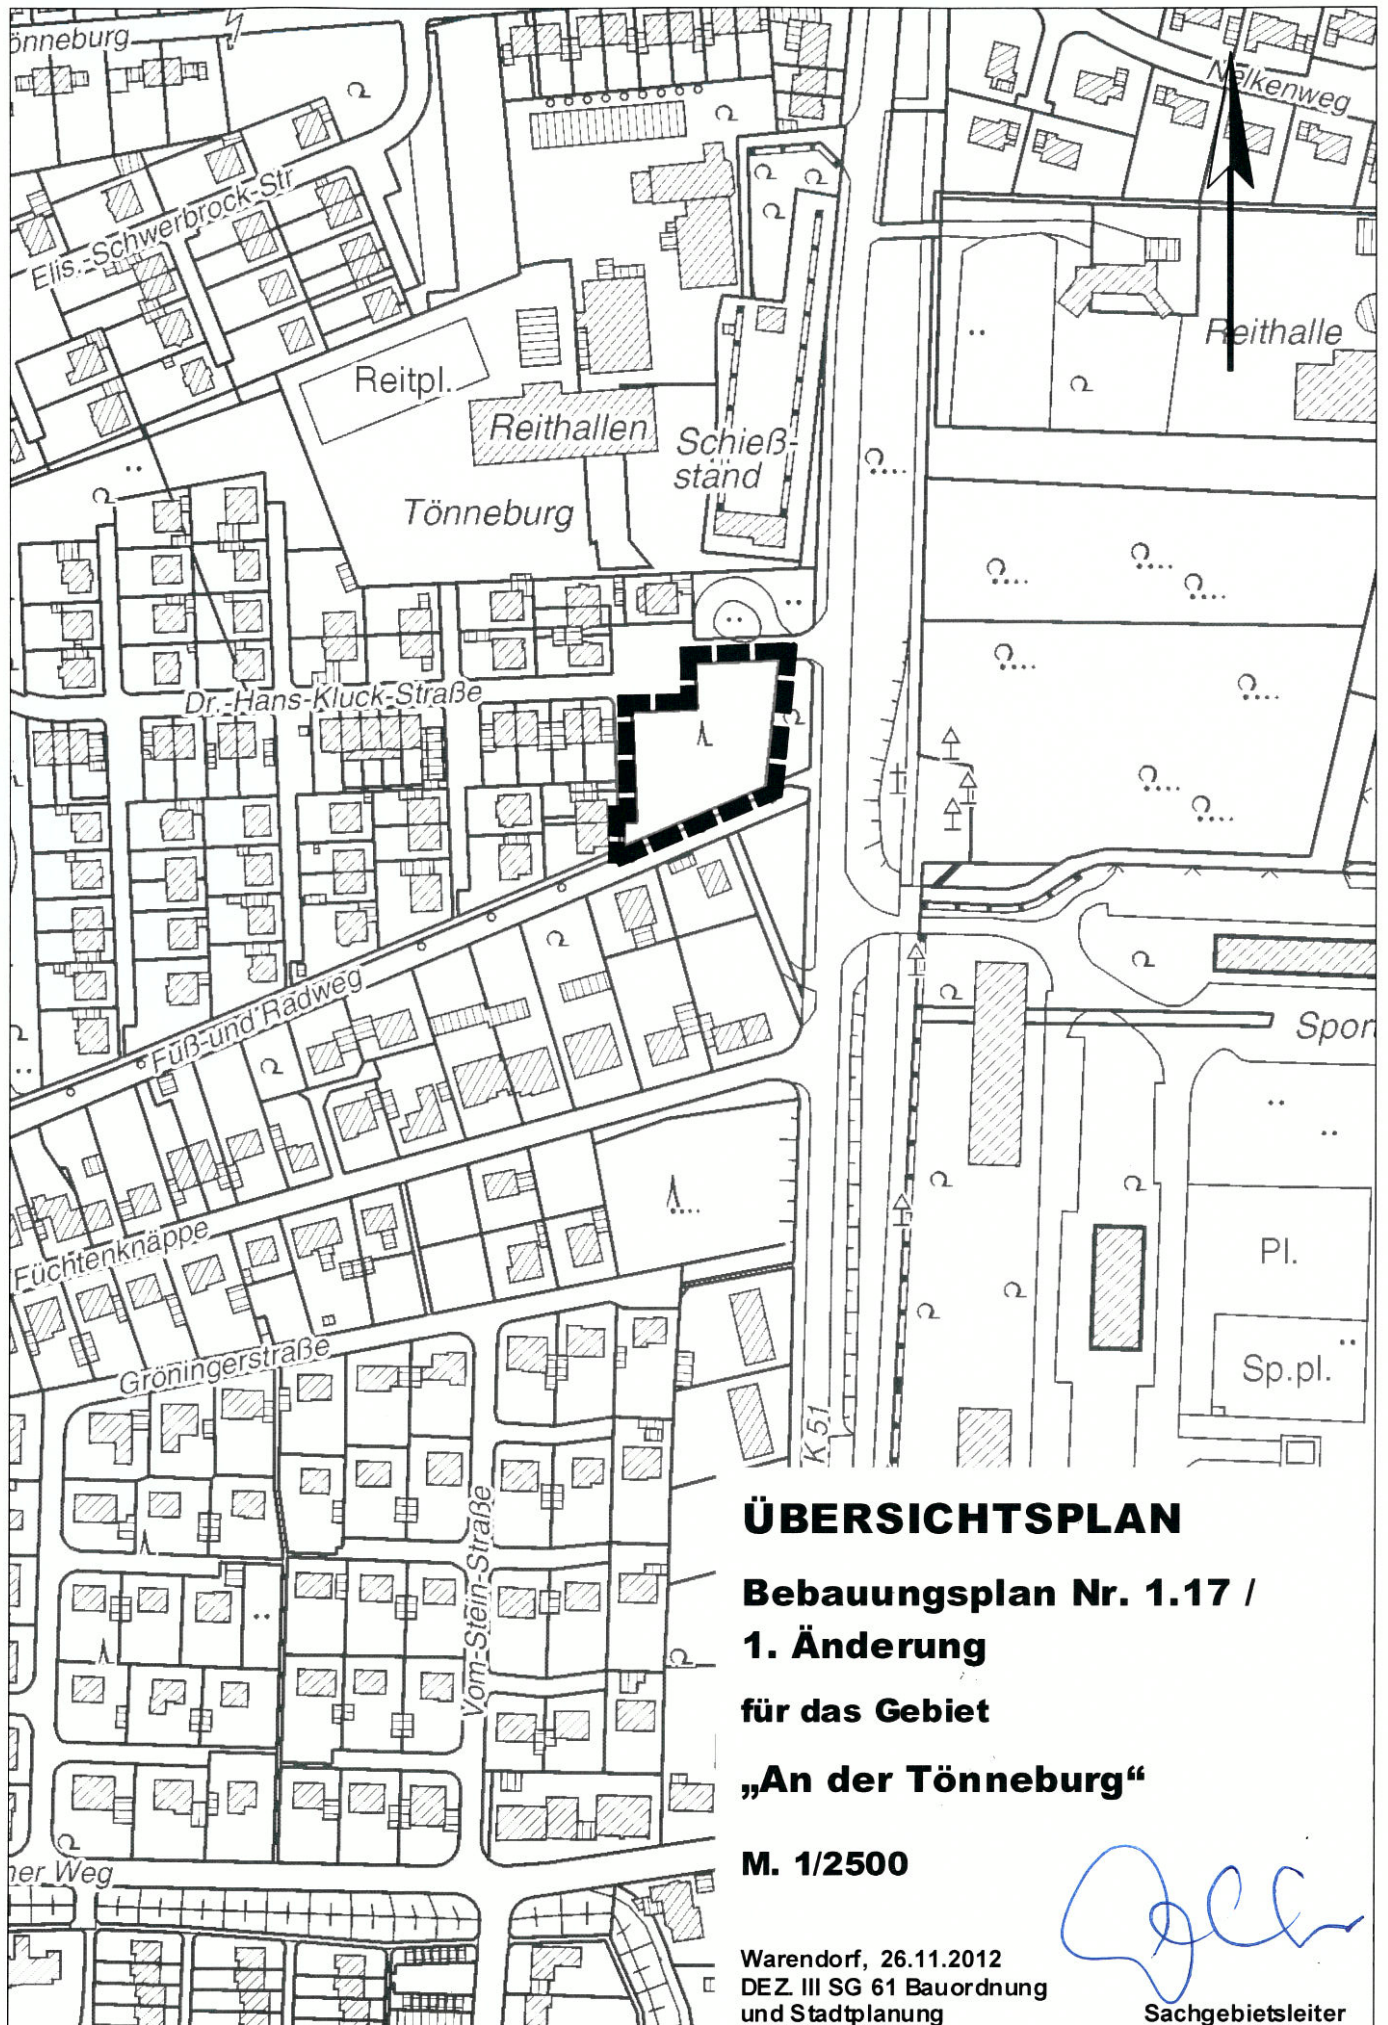 önneburg
Nelkenweg
Elis.-Schwerbrock-Str
Reithalle
Reitpl.
Reithallen
Schieß-
ständ
Tönneburg
Dr.-Hans-Kluck-Straße
Fuß-und Radweg
Spor
Füchtenknäppe
Pl.
Gröningerstraße
Sp.pl.
K 51
Vom-Stein-Straße
ner Weg
ÜBERSICHTSPLAN
Bebauungsplan Nr. 1.17 /
1. Änderung
für das Gebiet
„An der Tönneburg“
M. 1/2500
Warendorf, 26.11.2012
DEZ. III SG 61 Bauordnung
und Stadtplanung
Sachgebietsleiter